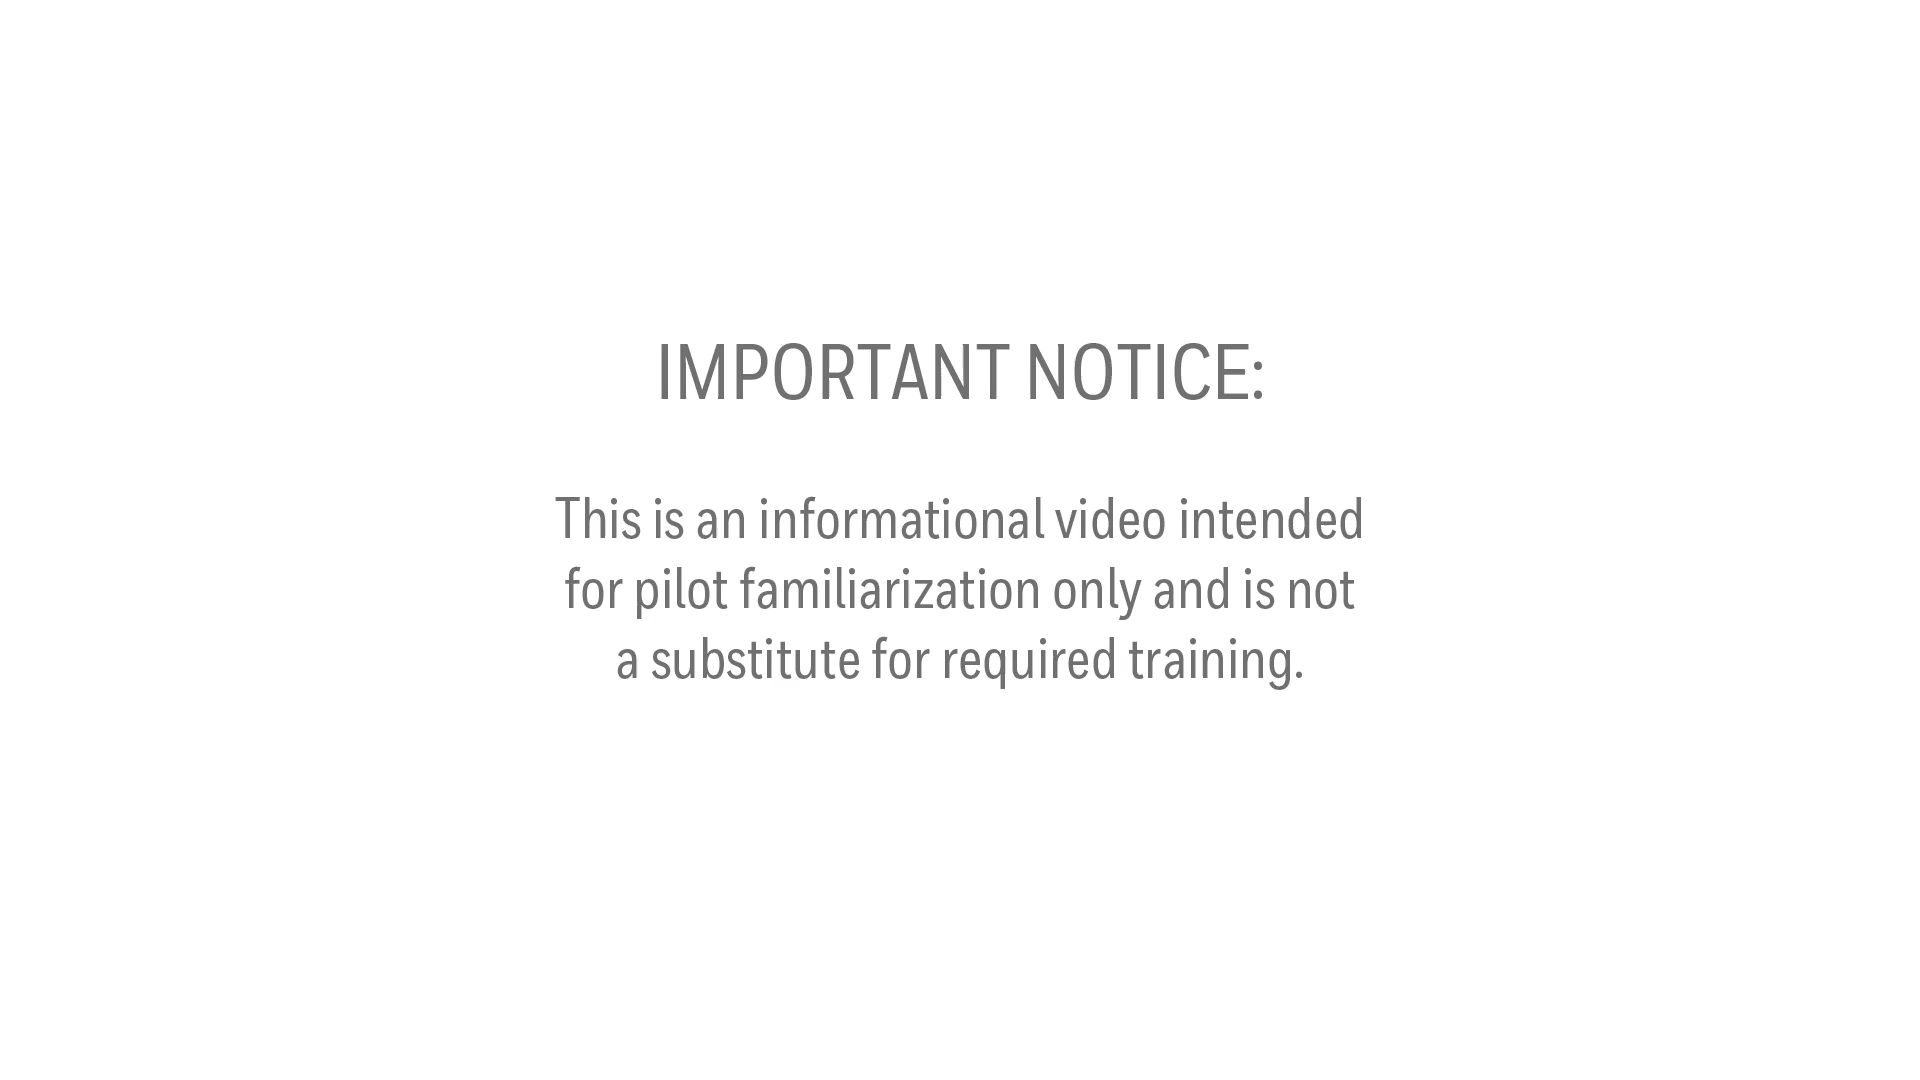 IMPORTANT NOTICE:
This is an informational video intended
for pilot familiarization only and is not
a substitute for required training.